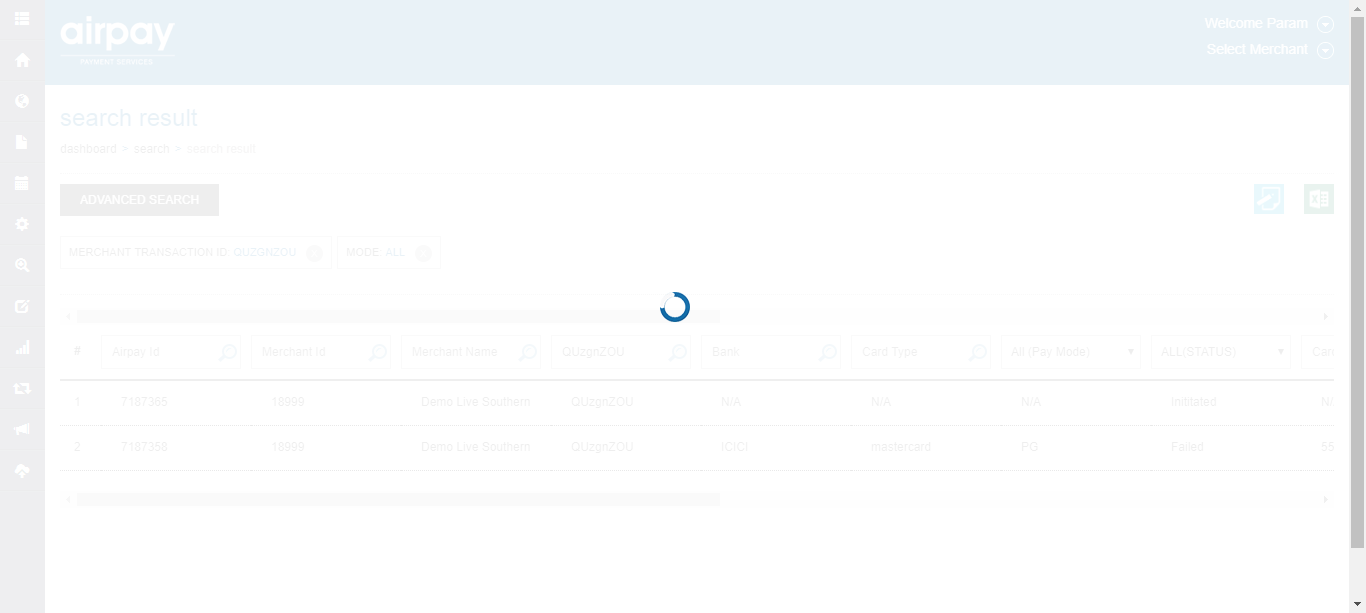 airpay
PAYMENT SERVICES
Welcome Param
Select Merchant
search result
dashboard > search > search result
ADVANCED SEARCH
MERCHANT TRANSACTION ID: QUZGNZOU
MODE: ALL
# Airpay Id Merchant Id Merchant Name QUzgnZOU Bank Card Type All (Pay Mode) ALL(STATUS) Card
1 7187365 18999 Demo Live Southern QUzgnZOU N/A N/A N/A Inititated N/
2 7187358 18999 Demo Live Southern QUzgnZOU ICICI mastercard PG Failed 55